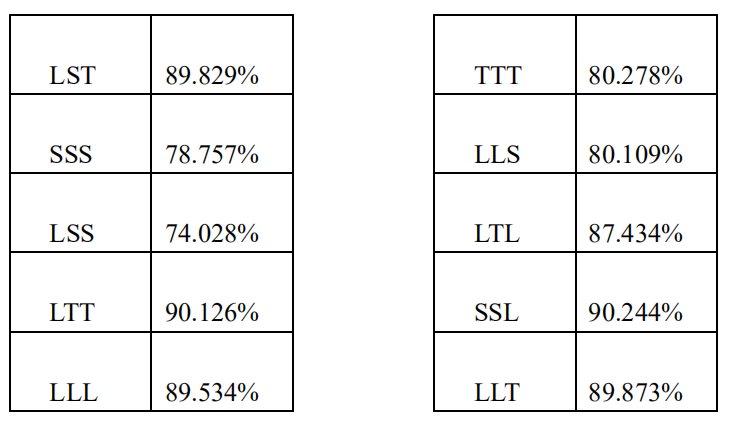 LST 89.829%
SSS 78.757%
LSS 74.028%
LTT 90.126%
LLL 89.534%
TTT 80.278%
LLS 80.109%
LTL 87.434%
SSL 90.244%
LLT 89.873%